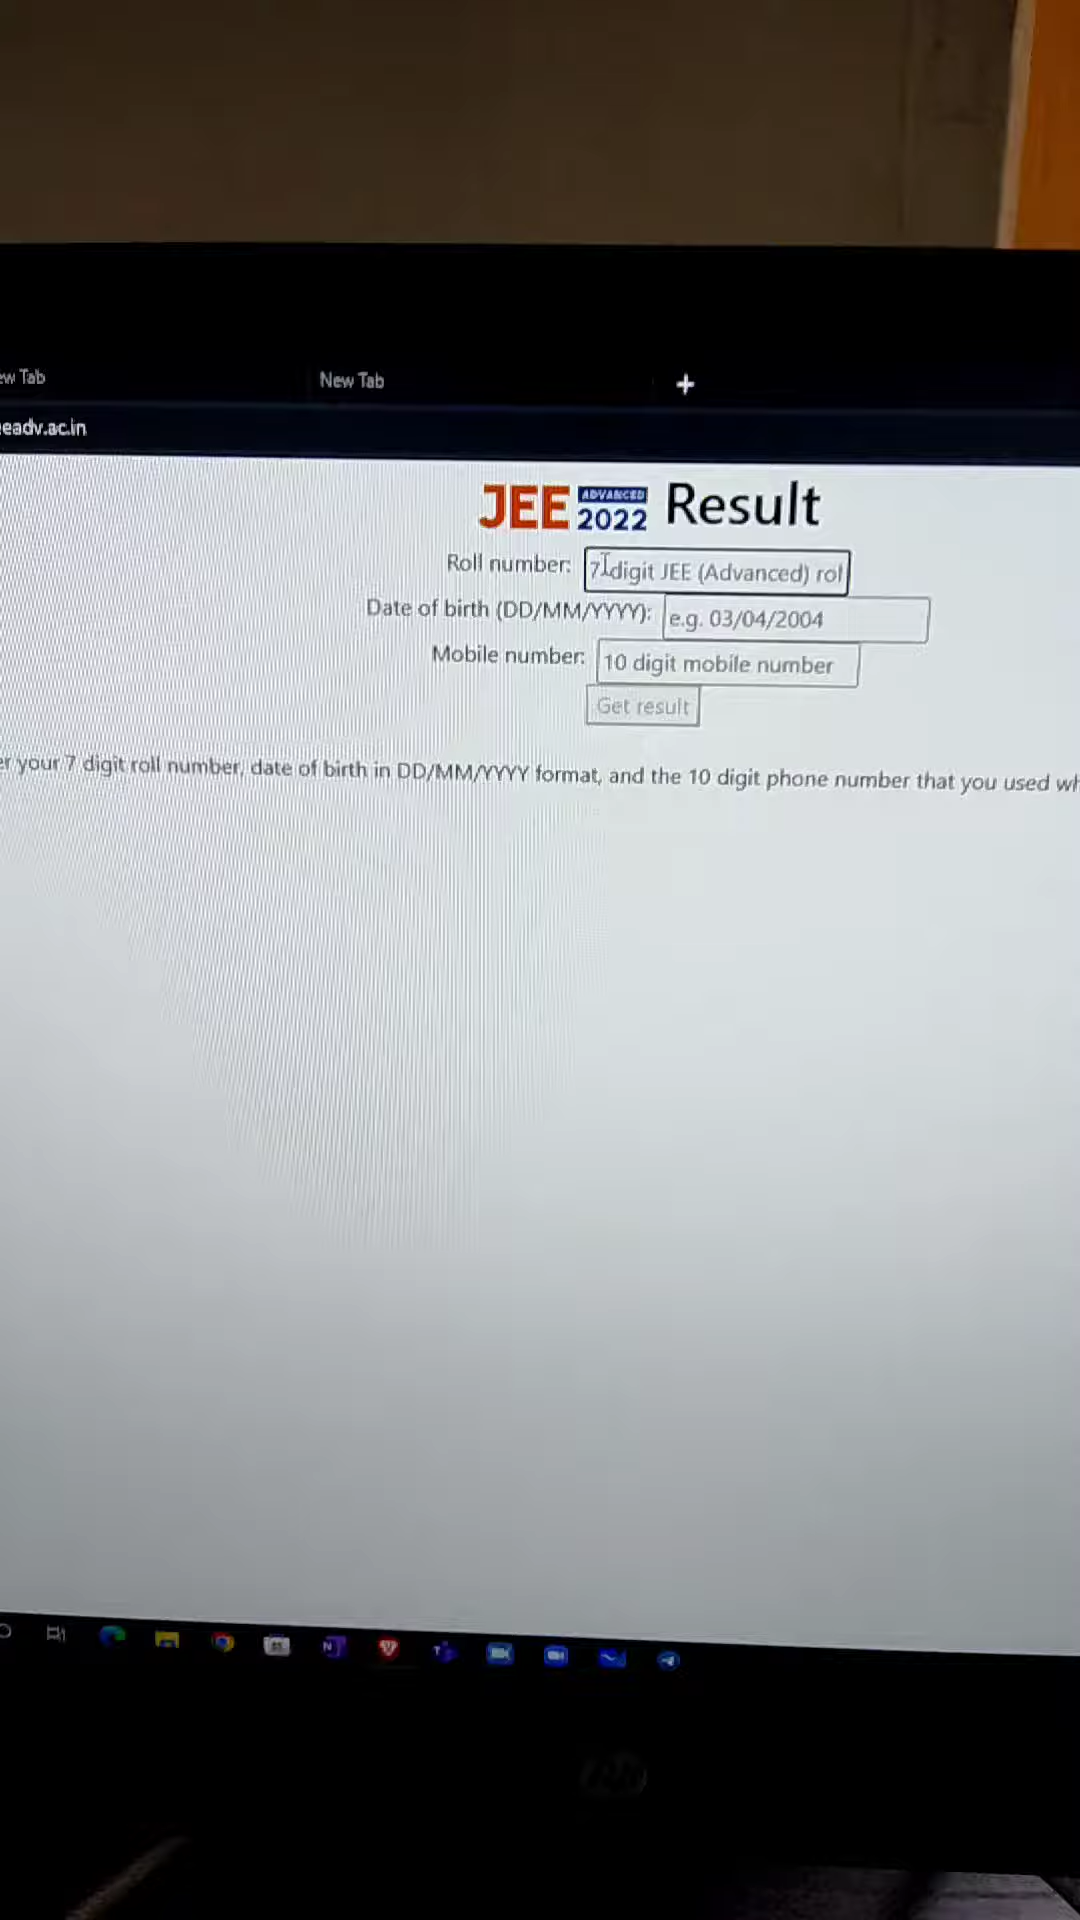 ew Tab
New Tab
+
eeadv.ac.in
JEE ADVANCED 2022 Result
Roll number: 7 digit JEE (Advanced) rol
Date of birth (DD/MM/YYYY): e.g. 03/04/2004
Mobile number: 10 digit mobile number
Get result
er your 7 digit roll number, date of birth in DD/MM/YYYY format, and the 10 digit phone number that you used wh